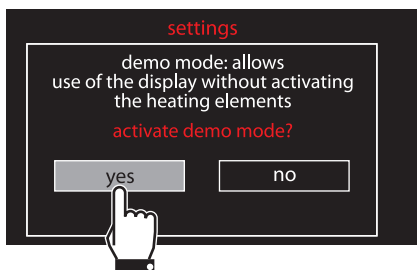 settings
demo mode: allows
use of the display without activating
the heating elements
activate demo mode?
yes
no